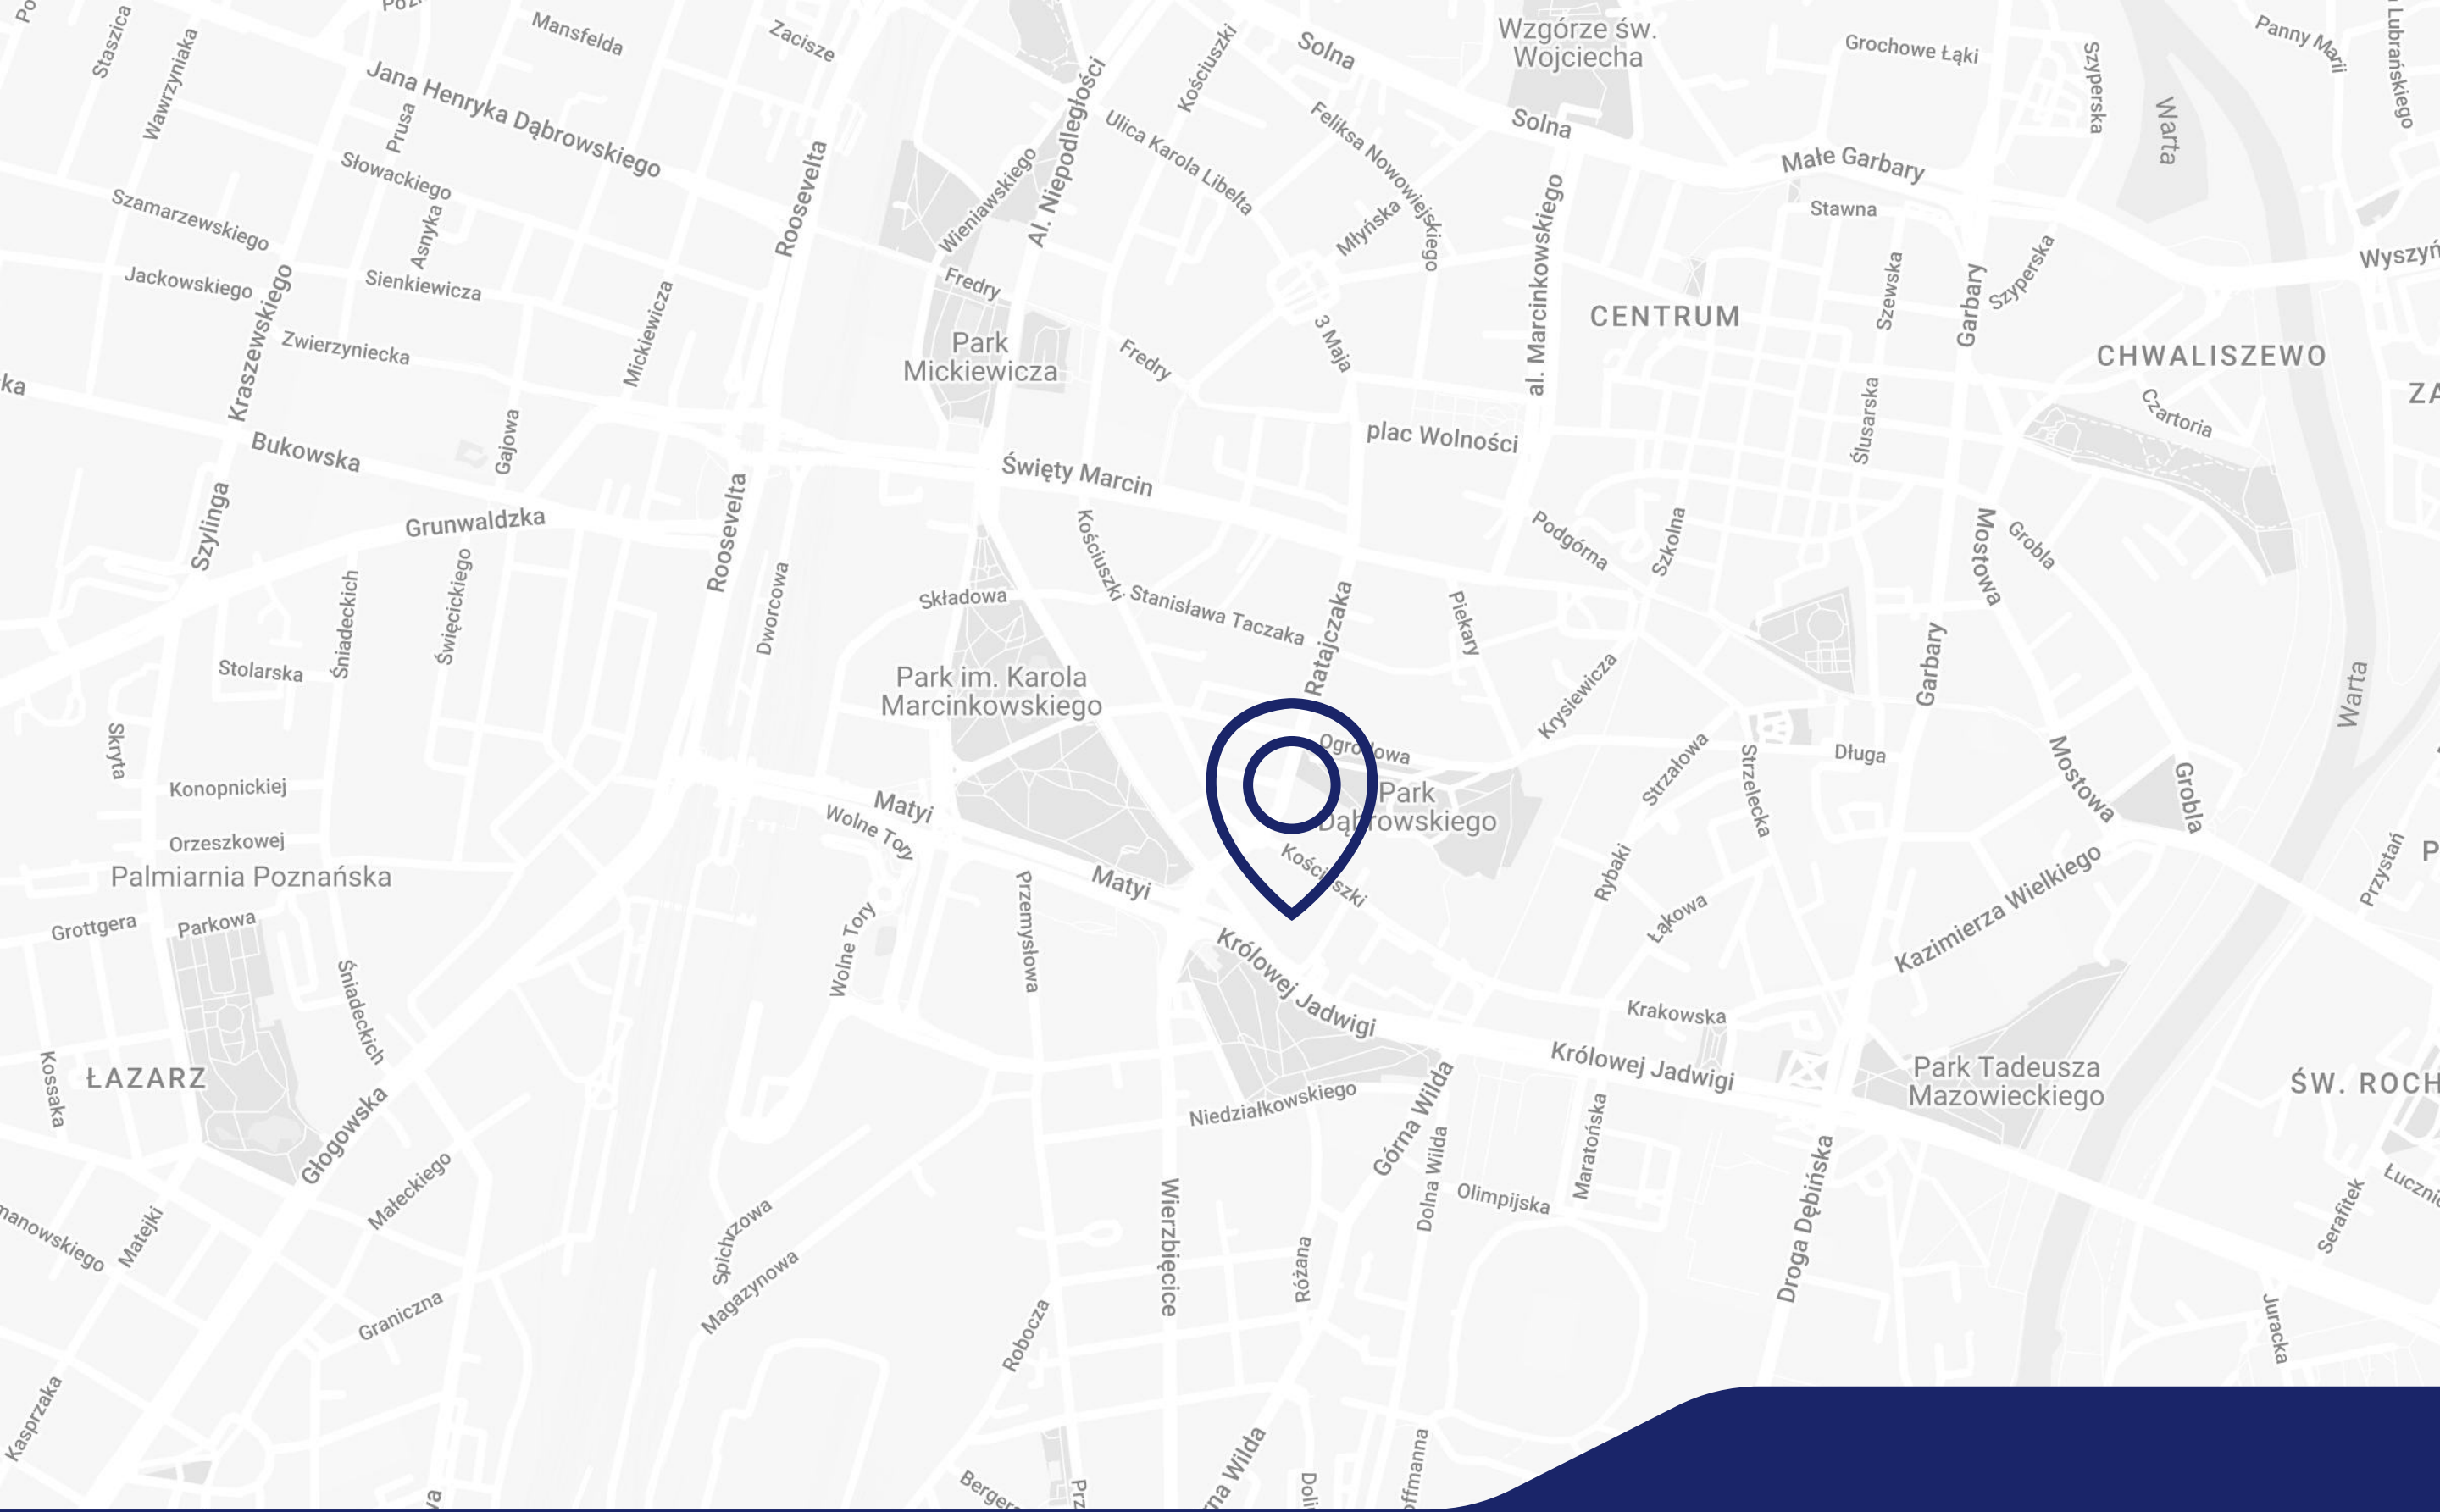 Staszica
Wawrzyniaka
Mansfelda
Zacisze
Kościuszki
Solna
Wzgórze św.
Wojciecha
Grochowe Łąki
Szyperska
Panny Marii
Lubrańskiego
Jana Henryka Dąbrowskiego
Prusa
Słowackiego
Roosevelta
Wieniawskiego
Al. Niepodległości
Ulica Karola Libelta
Feliksa Nowowiejskiego
Solna
Małe Garbary
Warta
Szamarzewskiego
Asnyka
Młyńska
al. Marcinkowskiego
Stawna
Szewska
Garbary
Szyperska
Jackowskiego
Kraszewskiego
Sienkiewicza
Mickiewicza
Fredry
3 Maja
CENTRUM
Zwierzyniecka
Park
Mickiewicza
Fredry
CHWALISZEWO
Bukowska
Gajowa
Święty Marcin
plac Wolności
Ślusarska
Czartoria
Szylinga
Grunwaldzka
Roosevelta
Kościuszki
Podgórna
Szkolna
Mostowa
Grobla
Śniadeckich
Święcickiego
Dworcowa
Składowa
Stanisława Taczaka
Ratajczaka
Piekary
Garbary
Stolarska
Park im. Karola
Marcinkowskiego
Krysiewicza
Warta
Skryta
Ogrodowa
Strzałowa
Strzelecka
Długa
Mostowa
Grobla
Konopnickiej
Matyi
Wolne Tory
Park
Dąbrowskiego
Orzeszkowej
Palmiarnia Poznańska
Matyi
Kościuszki
Rybaki
Przystań
Grottgera
Parkowa
Wolne Tory
Przemysłowa
Łąkowa
Kazimierza Wielkiego
Śniadeckich
Królowej Jadwigi
Krakowska
Kossaka
ŁAZARZ
Królowej Jadwigi
Park Tadeusza
Mazowieckiego
ŚW. ROCH
Głogowska
Niedziałkowskiego
Górna Wilda
Dolna Wilda
Maratońska
Droga Dębińska
Małeckiego
Matejki
Spichrzowa
Wierzbięcice
Olimpijska
Serafitek
Magazynowa
Różana
Graniczna
Robocza
Juracka
Kasprzaka